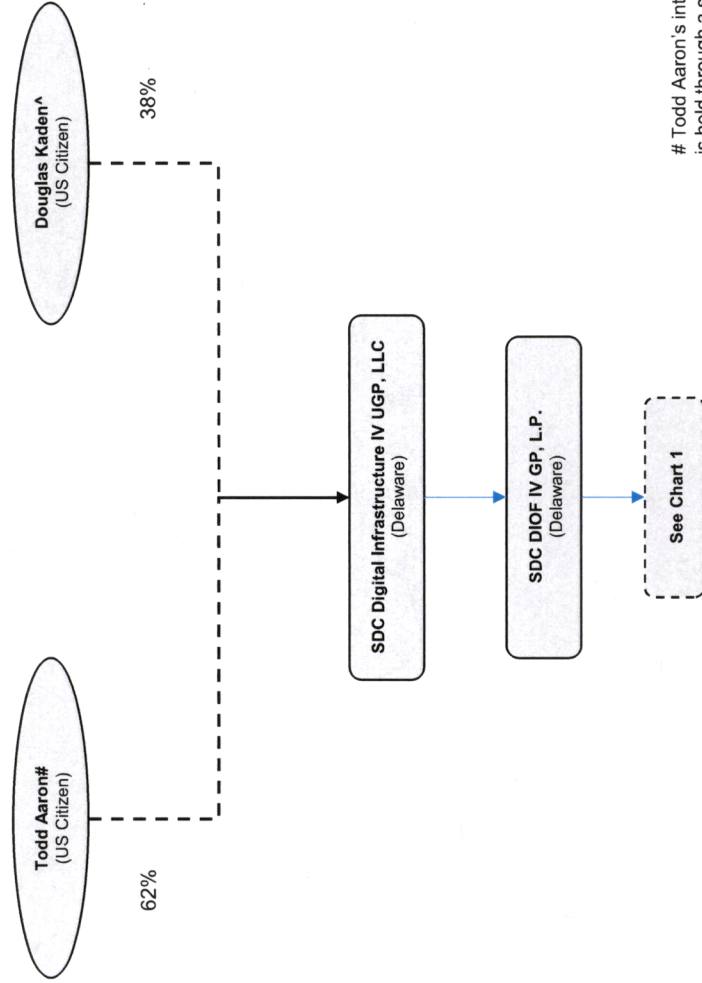 Todd Aaron#
(US Citizen)
Douglas Kaden^
(US Citizen)
62%
38%
SDC Digital Infrastructure IV UGP, LLC
(Delaware)
SDC DIOF IV GP, L.P.
(Delaware)
See Chart 1
# Todd Aaron's int
is held through a